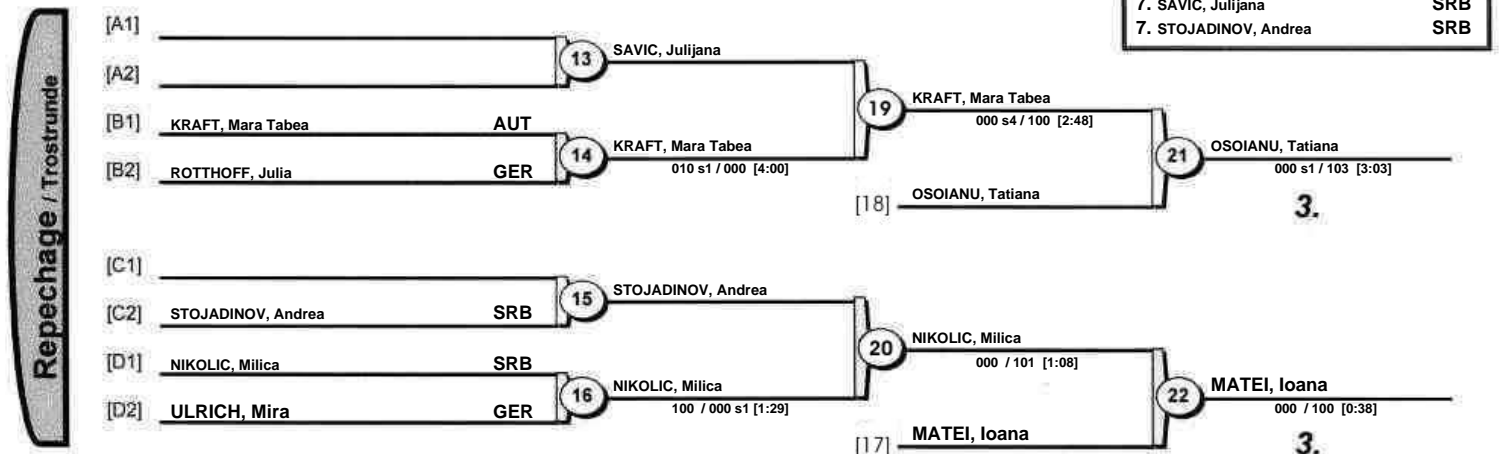 7. SAVIC, Julijana SRB
7. STOJADINOV, Andrea SRB
Repechage / Trostrunde
[A1]
[A2]
13 SAVIC, Julijana
[B1] KRAFT, Mara Tabea AUT
[B2] ROTTHOFF, Julia GER
14 KRAFT, Mara Tabea
010 s1 / 000 [4:00]
19 KRAFT, Mara Tabea
000 s4 / 100 [2:48]
[18] OSOIANU, Tatiana
21 OSOIANU, Tatiana
000 s1 / 103 [3:03]
3.
[C1]
[C2] STOJADINOV, Andrea SRB
15 STOJADINOV, Andrea
[D1] NIKOLIC, Milica SRB
[D2] ULRICH, Mira GER
16 NIKOLIC, Milica
100 / 000 s1 [1:29]
20 NIKOLIC, Milica
000 / 101 [1:08]
[17] MATEI, Ioana
22 MATEI, Ioana
000 / 100 [0:38]
3.